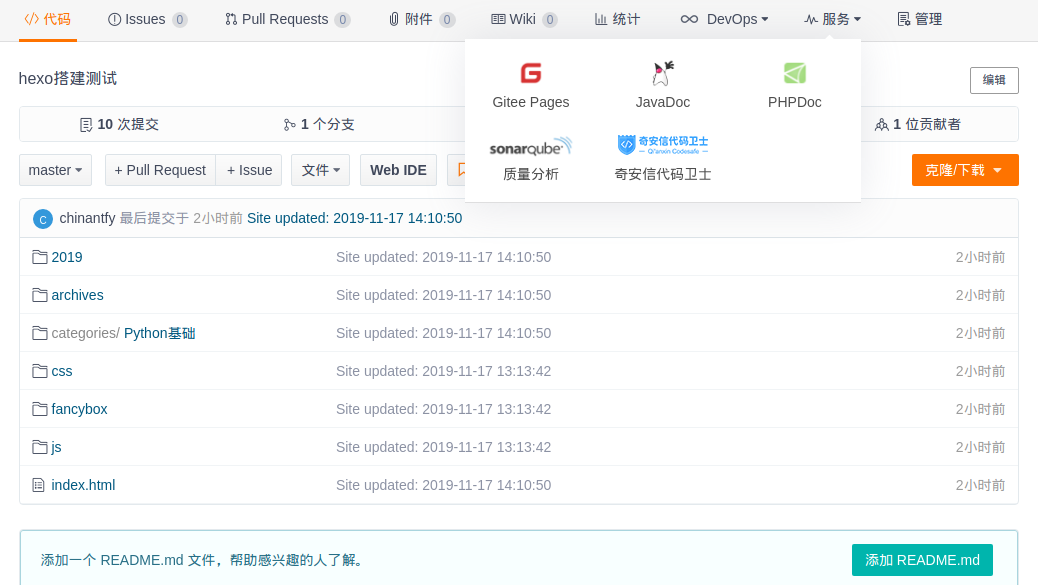 代码 Issues 0 Pull Requests 0 附件 0 Wiki 0 统计 DevOps 服务 管理
hexo搭建测试 编辑
Gitee Pages JavaDoc PHPDoc
10 次提交 1 个分支 1 位贡献者
sonarqube 奇安信代码卫士
Qi'anxin Codesafe
质量分析 奇安信代码卫士
master + Pull Request + Issue 文件 Web IDE 克隆/下载
C chinantfy 最后提交于 2小时前 Site updated: 2019-11-17 14:10:50
2019 Site updated: 2019-11-17 14:10:50 2小时前
archives Site updated: 2019-11-17 14:10:50 2小时前
categories/ Python基础 Site updated: 2019-11-17 14:10:50 2小时前
css Site updated: 2019-11-17 13:13:42 2小时前
fancybox Site updated: 2019-11-17 13:13:42 2小时前
js Site updated: 2019-11-17 13:13:42 2小时前
index.html Site updated: 2019-11-17 14:10:50 2小时前
添加一个 README.md 文件，帮助感兴趣的人了解。 添加 README.md